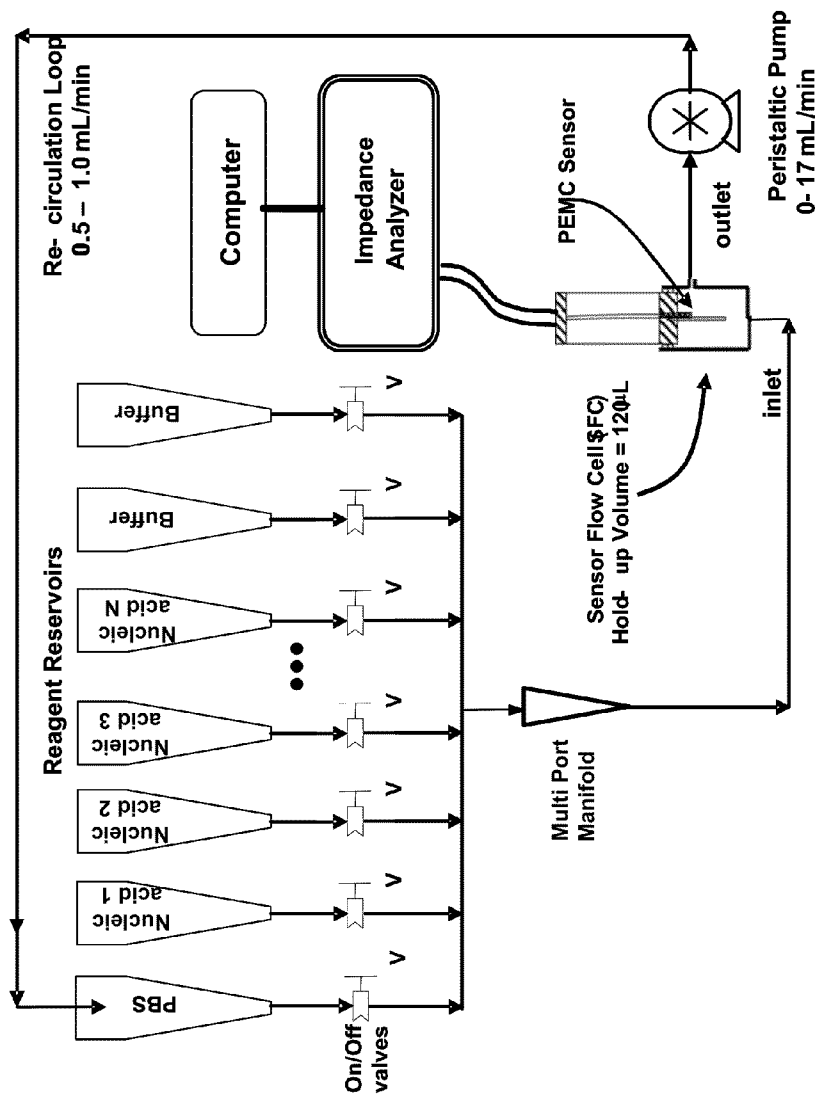 Re- circulation Loop
0.5 – 1.0 mL/min
Reagent Reservoirs
PBS
Nucleic
acid 1
Nucleic
acid 2
Nucleic
acid 3
Nucleic
acid N
Buffer
Buffer
Computer
Impedance
Analyzer
On/Off
valves
V
V
V
V
V
V
V
Multi Port
Manifold
Sensor Flow Cell (SFC)
Hold- up Volume = 120µL
PEMC Sensor
outlet
inlet
Peristaltic Pump
0- 17 mL/min